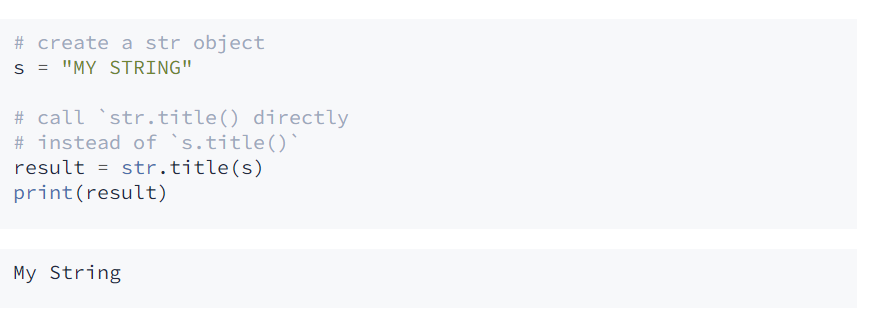 # create a str object
s = "MY STRING"
# call `str.title() directly
# instead of `s.title()`
result = str.title(s)
print(result)
My String